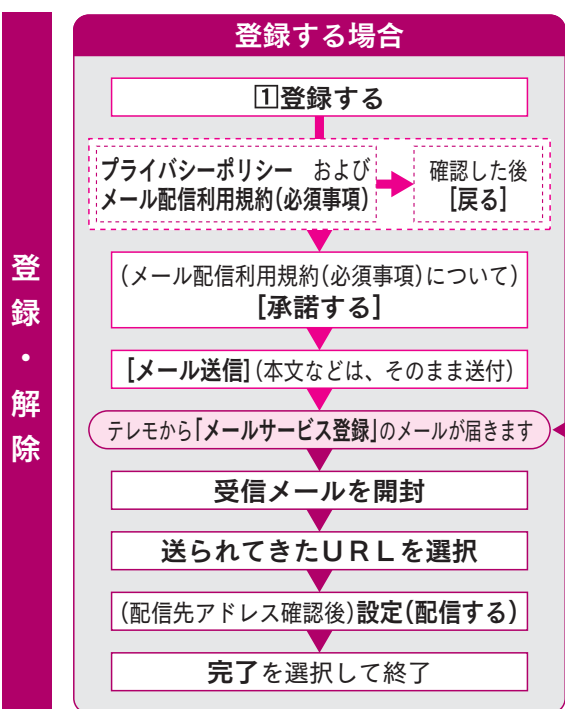 登録・解除
登録する場合
1登録する
プライバシーポリシー および
メール配信利用規約(必須事項)
確認した後
[戻る]
(メール配信利用規約(必須事項)について)
[承諾する]
[メール送信](本文などは、そのまま送付)
テレモから「メールサービス登録」のメールが届きます
受信メールを開封
送られてきたＵＲＬを選択
(配信先アドレス確認後)設定(配信する)
完了を選択して終了